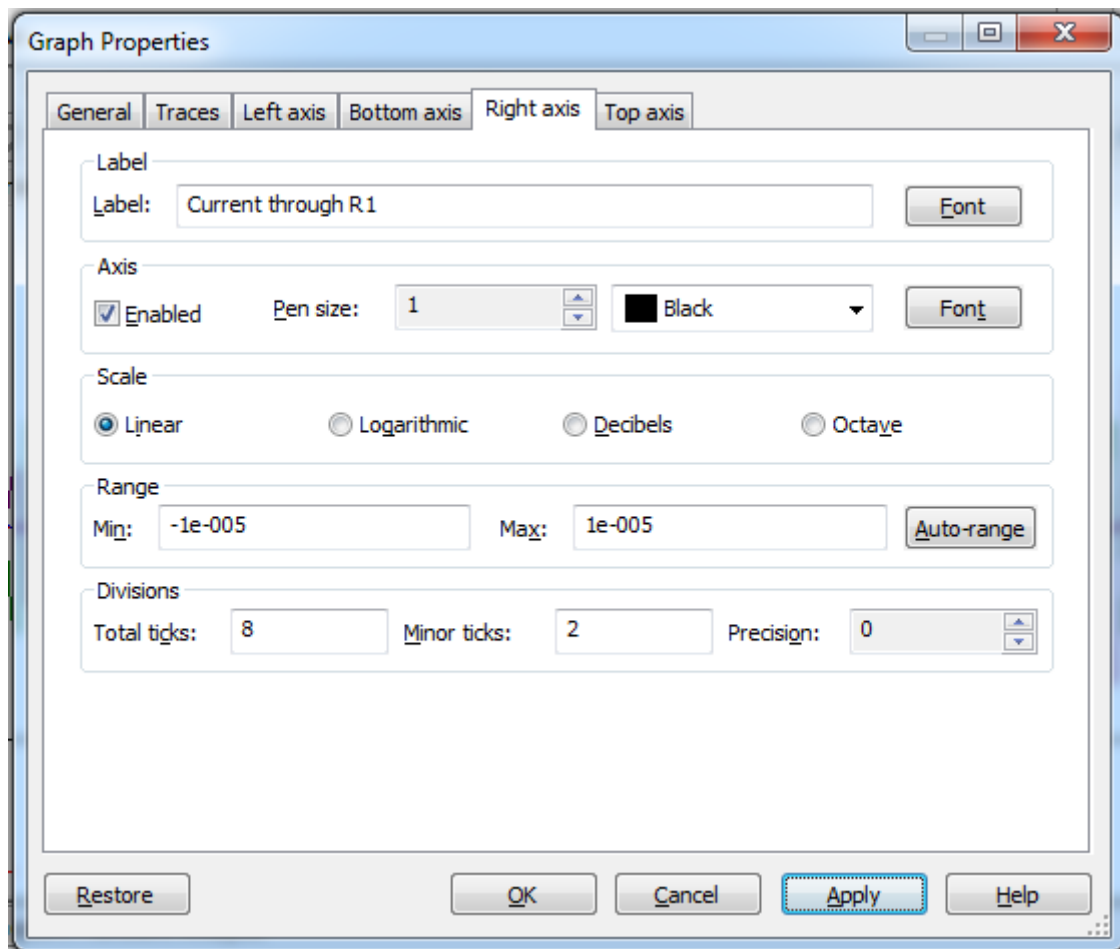 Graph Properties
General Traces Left axis Bottom axis Right axis Top axis
Label
Label: Current through R1 Font
Axis
Enabled Pen size: 1 Black Font
Scale
Linear Logarithmic Decibels Octave
Range
Min: -1e-005 Max: 1e-005 Auto-range
Divisions
Total ticks: 8 Minor ticks: 2 Precision: 0
Restore OK Cancel Apply Help